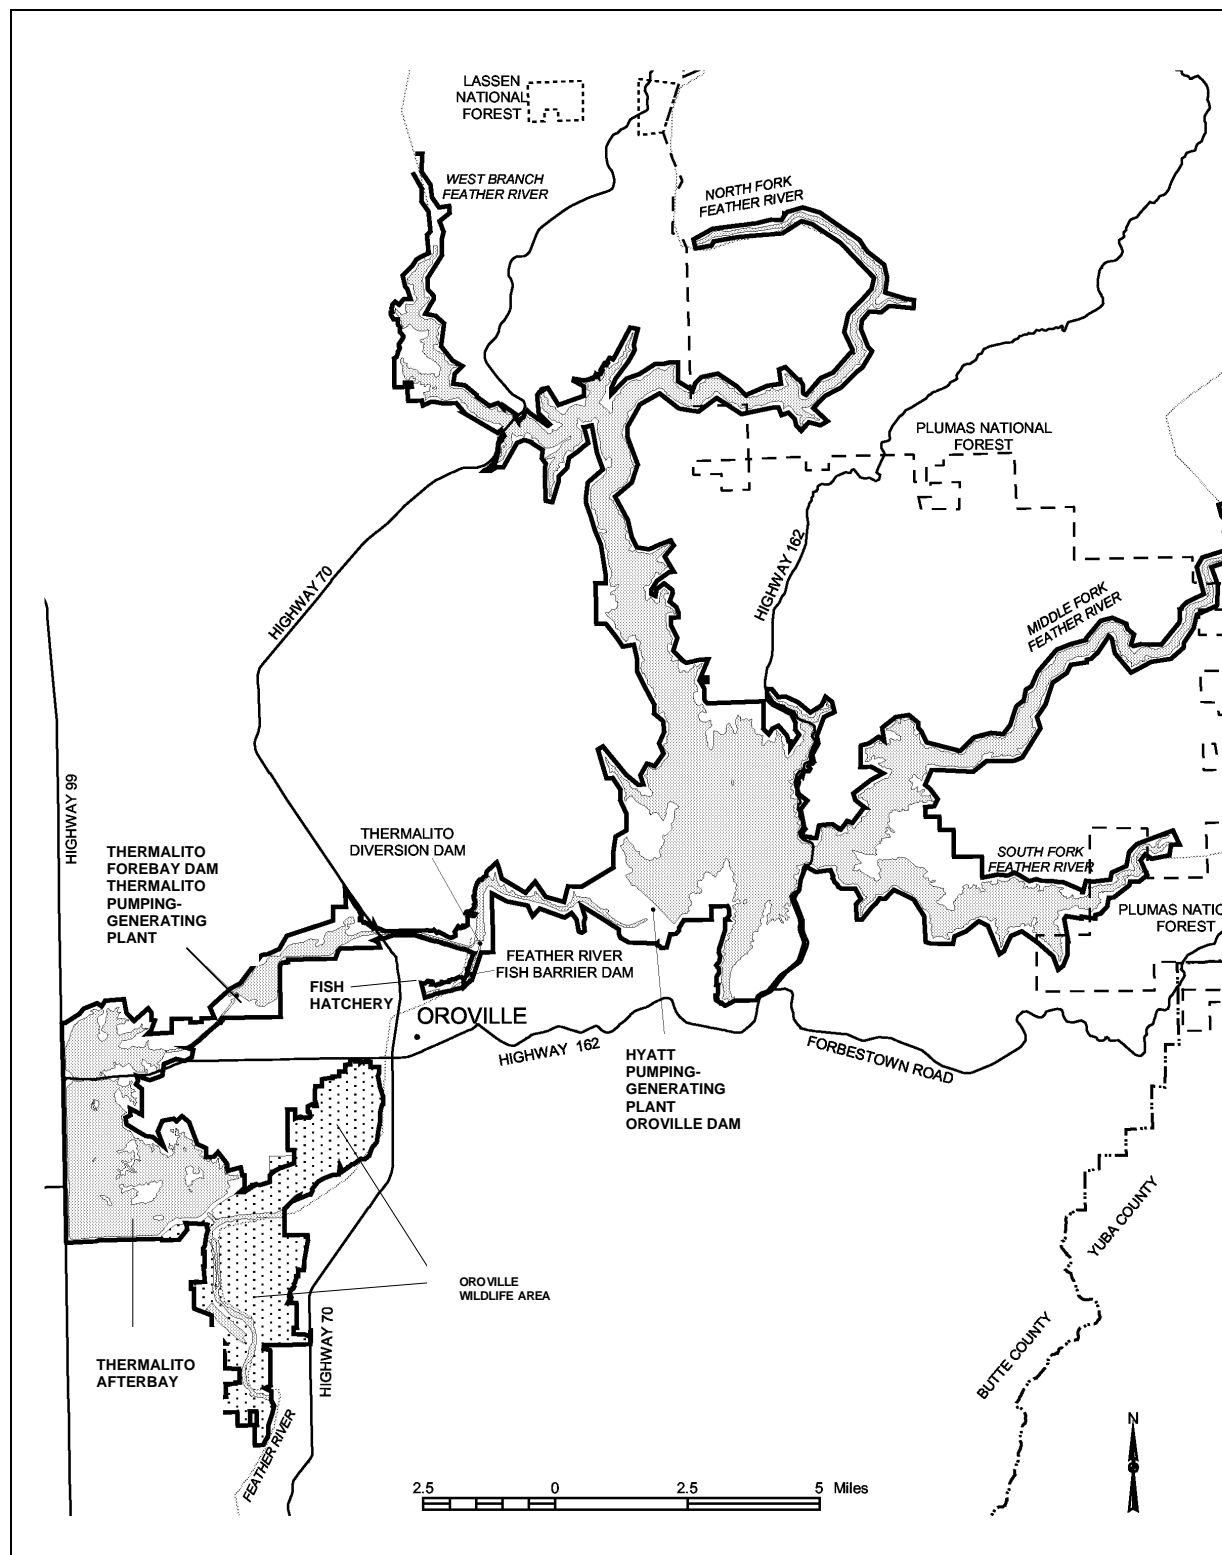 LASSEN
NATIONAL
FOREST
WEST BRANCH
FEATHER RIVER
NORTH FORK
FEATHER RIVER
PLUMAS NATIONAL
FOREST
HIGHWAY 70
HIGHWAY 162
MIDDLE FORK
FEATHER RIVER
HIGHWAY 99
THERMALITO
DIVERSION DAM
THERMALITO
FOREBAY DAM
THERMALITO
PUMPING-
GENERATING
PLANT
SOUTH FORK
FEATHER RIVER
PLUMAS NATIO
FOREST
FEATHER RIVER
FISH BARRIER DAM
FISH
HATCHERY
OROVILLE
HIGHWAY 162
HYATT
PUMPING-
GENERATING
PLANT
OROVILLE DAM
FORBESTOWN ROAD
YUBA COUNTY
BUTTE COUNTY
OROVILLE
WILDLIFE AREA
HIGHWAY 70
THERMALITO
AFTERBAY
FEATHER RIVER
N
2.5 0 2.5 5 Miles